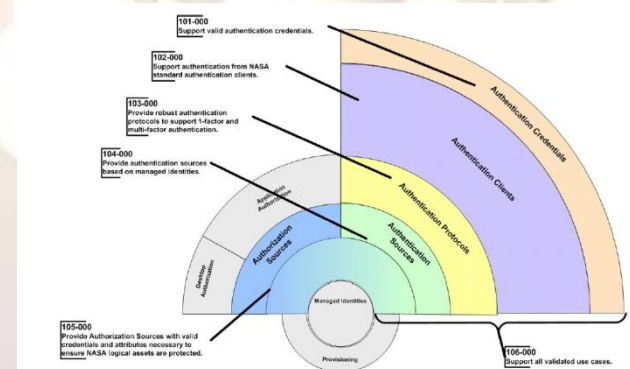 101-000
Support valid authentication credentials.
102-000
Support authentication from NASA
standard authentication clients.
103-000
Provide robust authentication
protocols to support 1-factor and
multi-factor authentication.
104-000
Provide authentication sources
based on managed identities.
Authentication Credentials
Authentication Clients
Authentication Protocols
Authentication
Sources
Application
Authorization
Authorization
Sources
Desktop
Authorization
Managed Identities
Provisioning
105-000
Provide Authorization Sources with valid
credentials and attributes necessary to
ensure NASA logical assets are protected.
106-000
Support all validated use cases.